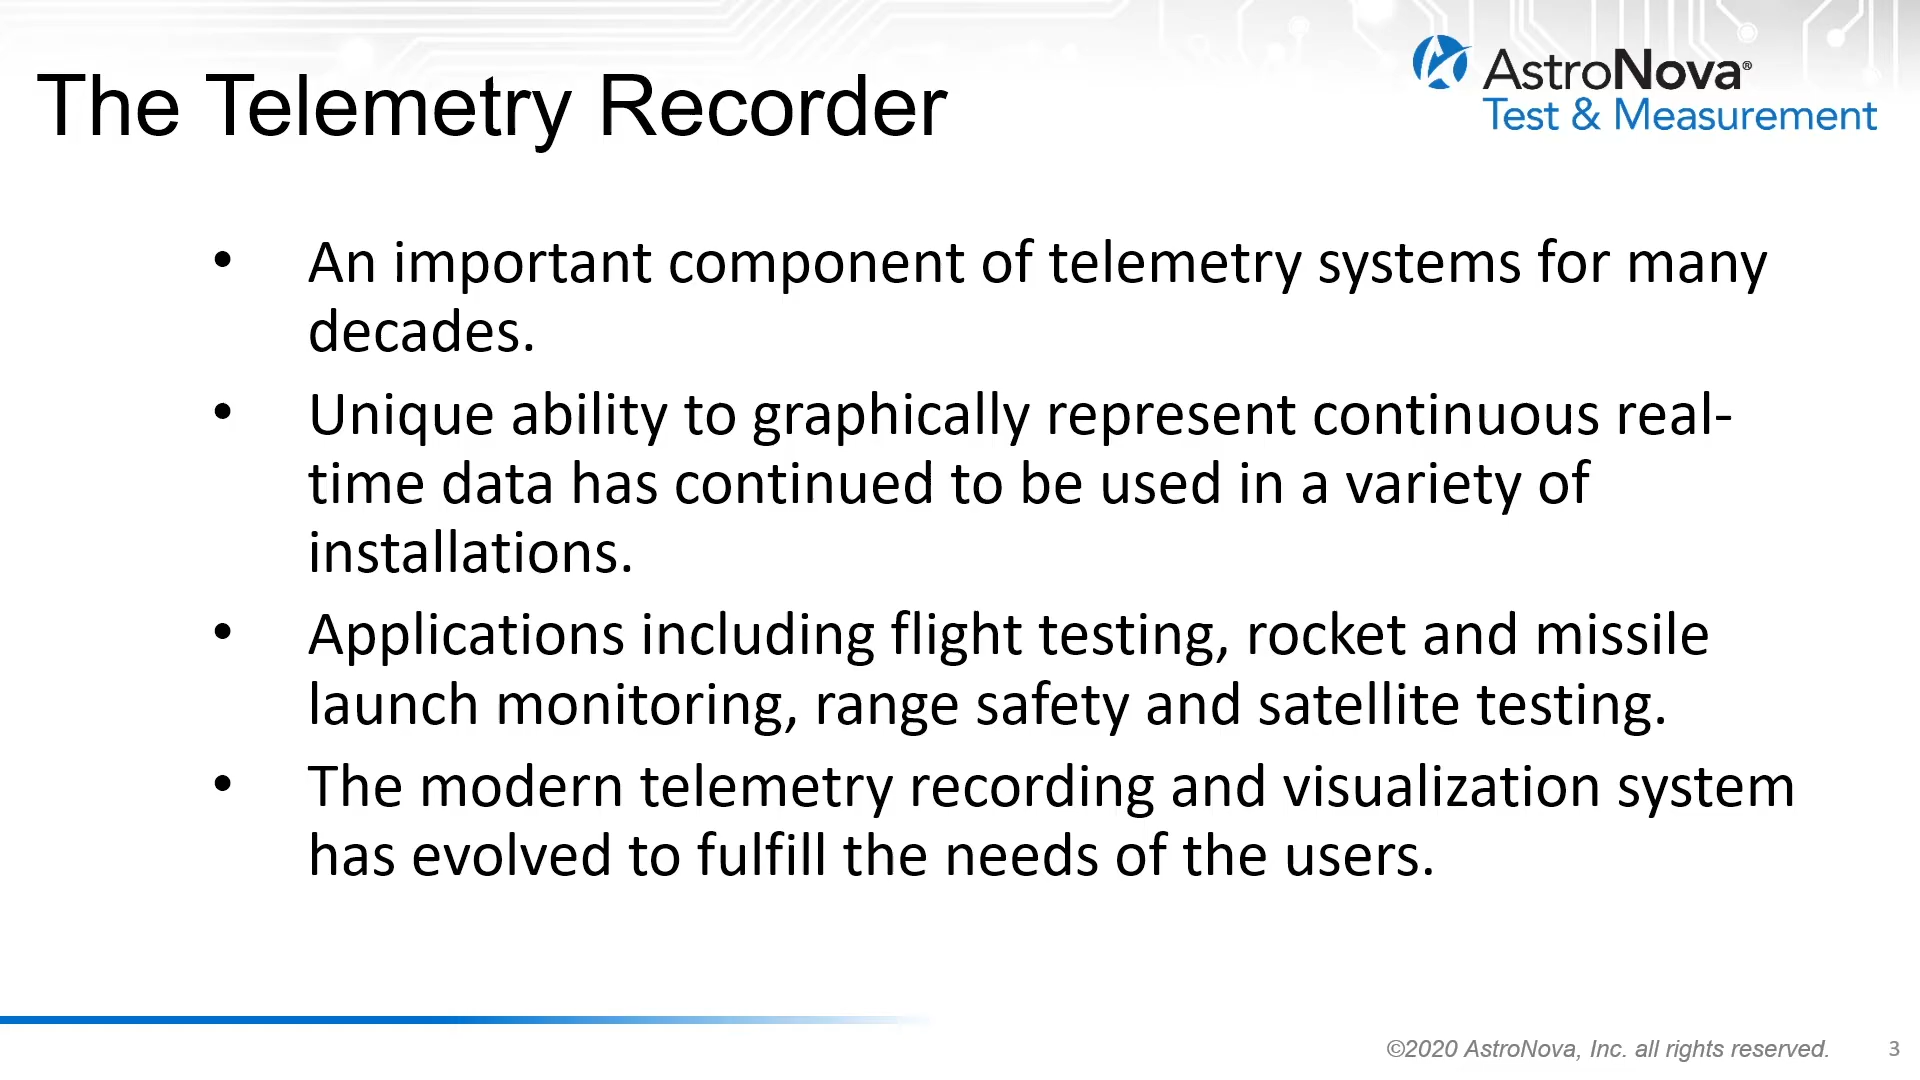 The Telemetry Recorder
AstroNova®
Test & Measurement
• An important component of telemetry systems for many
decades.
• Unique ability to graphically represent continuous real-
time data has continued to be used in a variety of
installations.
• Applications including flight testing, rocket and missile
launch monitoring, range safety and satellite testing.
• The modern telemetry recording and visualization system
has evolved to fulfill the needs of the users.
©2020 AstroNova, Inc. all rights reserved.
3